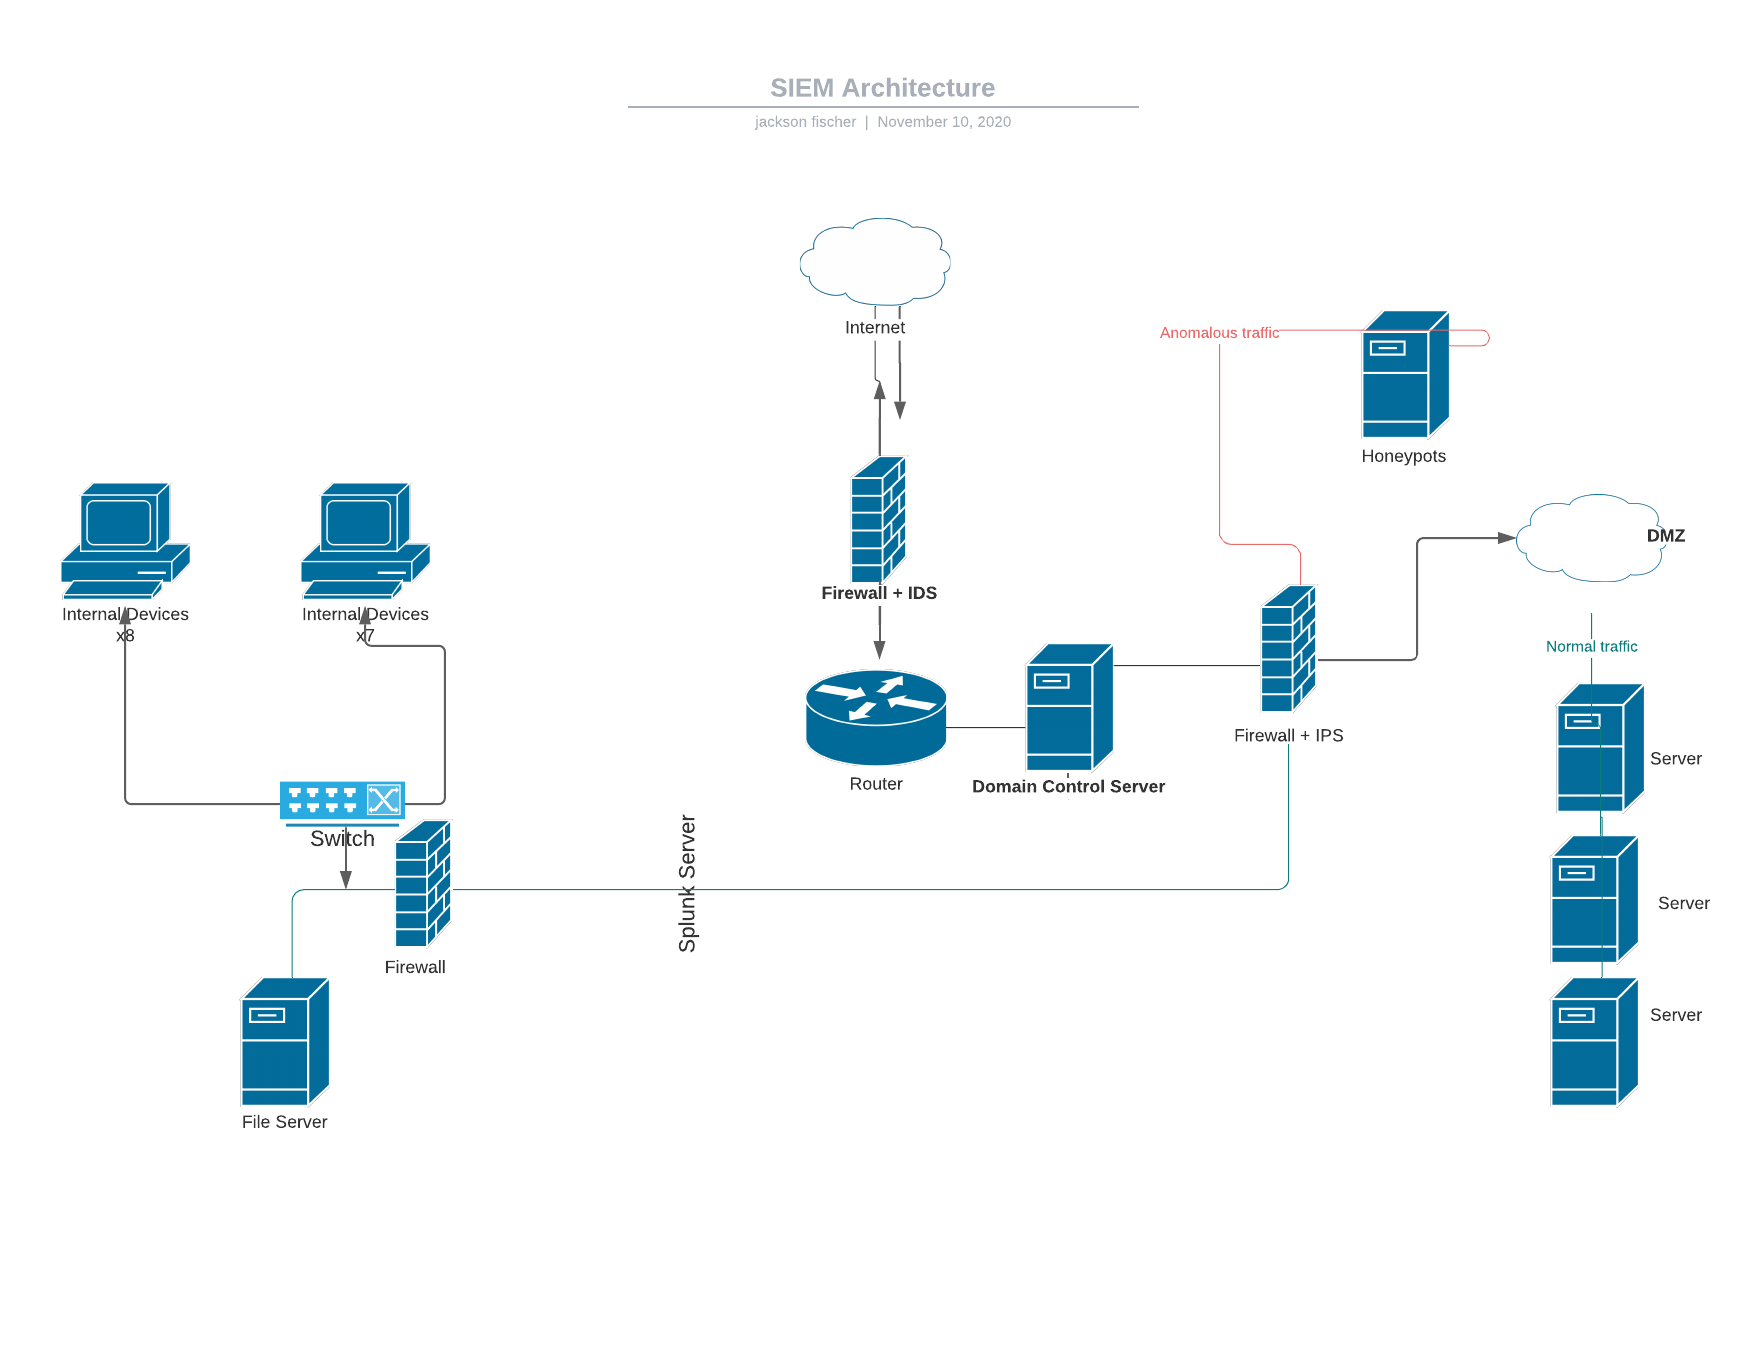 SIEM Architecture
jackson fischer | November 10, 2020
Internet
Anomalous traffic
Honeypots
DMZ
Internal Devices
x8
Internal Devices
x7
Firewall + IDS
Normal traffic
Firewall + IPS
Server
Router
Domain Control Server
Switch
Splunk Server
Server
Firewall
Server
File Server